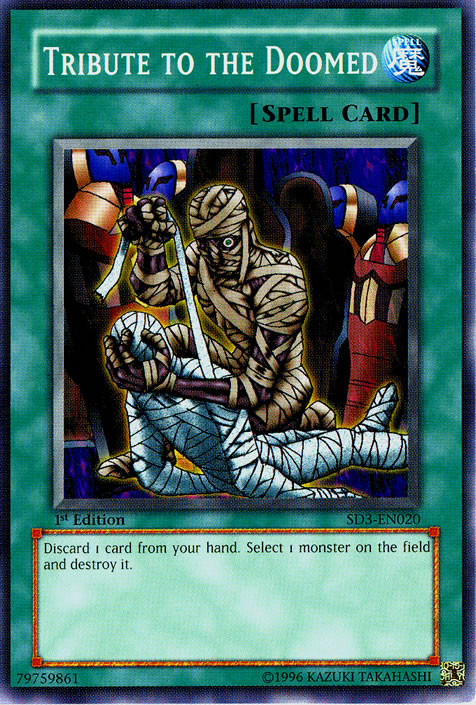 TRIBUTE TO THE DOOMED
SPELL
魔
[SPELL CARD]
1st Edition
SD3-EN020
Discard 1 card from your hand. Select 1 monster on the field
and destroy it.
79759861
©1996 KAZUKI TAKAHASHI